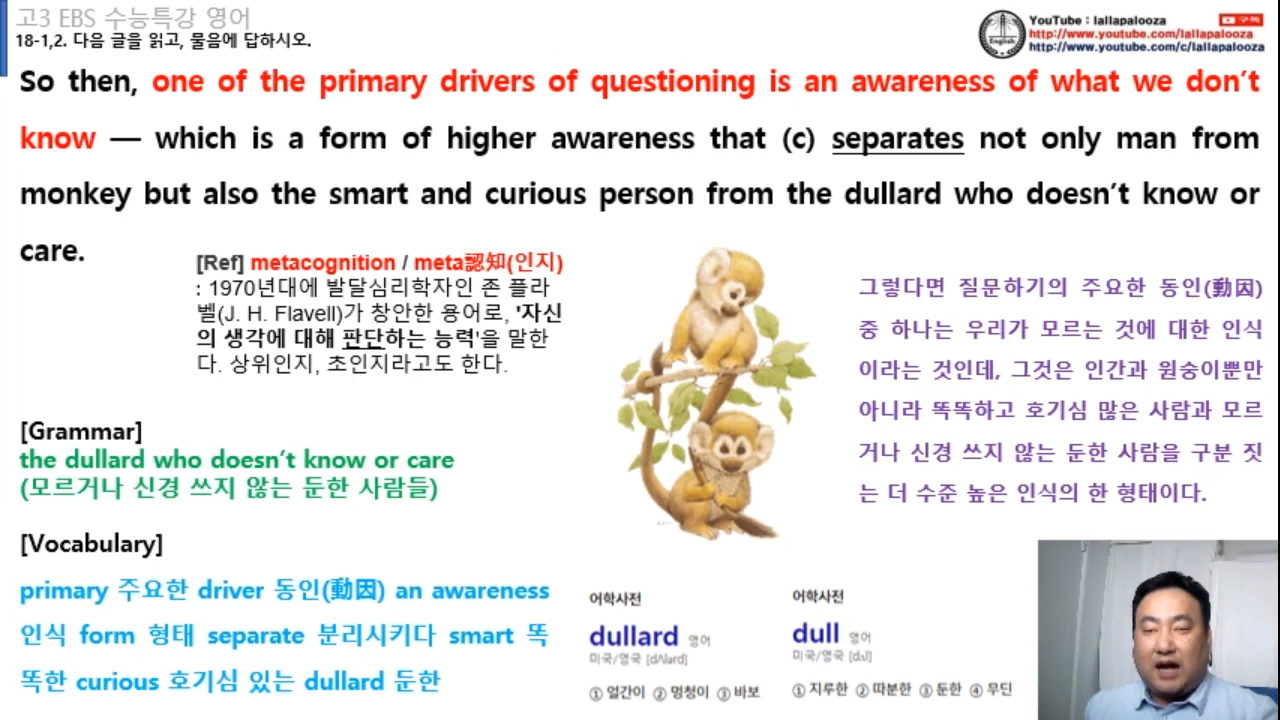 고3 EBS 수능특강 영어
18-1,2. 다음 글을 읽고, 물음에 답하시오.
YouTube : lallapalooza
구독
http://www.youtube.com/lallapalooza
http://www.youtube.com/c/lallapalooza
English
So then, one of the primary drivers of questioning is an awareness of what we don't
know — which is a form of higher awareness that (c) separates not only man from
monkey but also the smart and curious person from the dullard who doesn't know or
care.
[Ref] metacognition / meta認知(인지)
: 1970년대에 발달심리학자인 존 플라
벨(J. H. Flavell)가 창안한 용어로, '자신
의 생각에 대해 판단하는 능력'을 말한
다. 상위인지, 초인지라고도 한다.
그렇다면 질문하기의 주요한 동인(動因)
중 하나는 우리가 모르는 것에 대한 인식
이라는 것인데, 그것은 인간과 원숭이뿐만
아니라 똑똑하고 호기심 많은 사람과 모르
거나 신경 쓰지 않는 둔한 사람을 구분 짓
는 더 수준 높은 인식의 한 형태이다.
[Grammar]
the dullard who doesn't know or care
(모르거나 신경 쓰지 않는 둔한 사람들)
[Vocabulary]
primary 주요한 driver 동인(動因) an awareness
인식 form 형태 separate 분리시키다 smart 똑
똑한 curious 호기심 있는 dullard 둔한
어학사전
dullard 영어
미국/영국 [dʌlərd]
① 얼간이 ② 멍청이 ③ 바보
어학사전
dull 영어
미국/영국 [dʌl]
① 지루한 ② 따분한 ③ 둔한 ④ 무딘